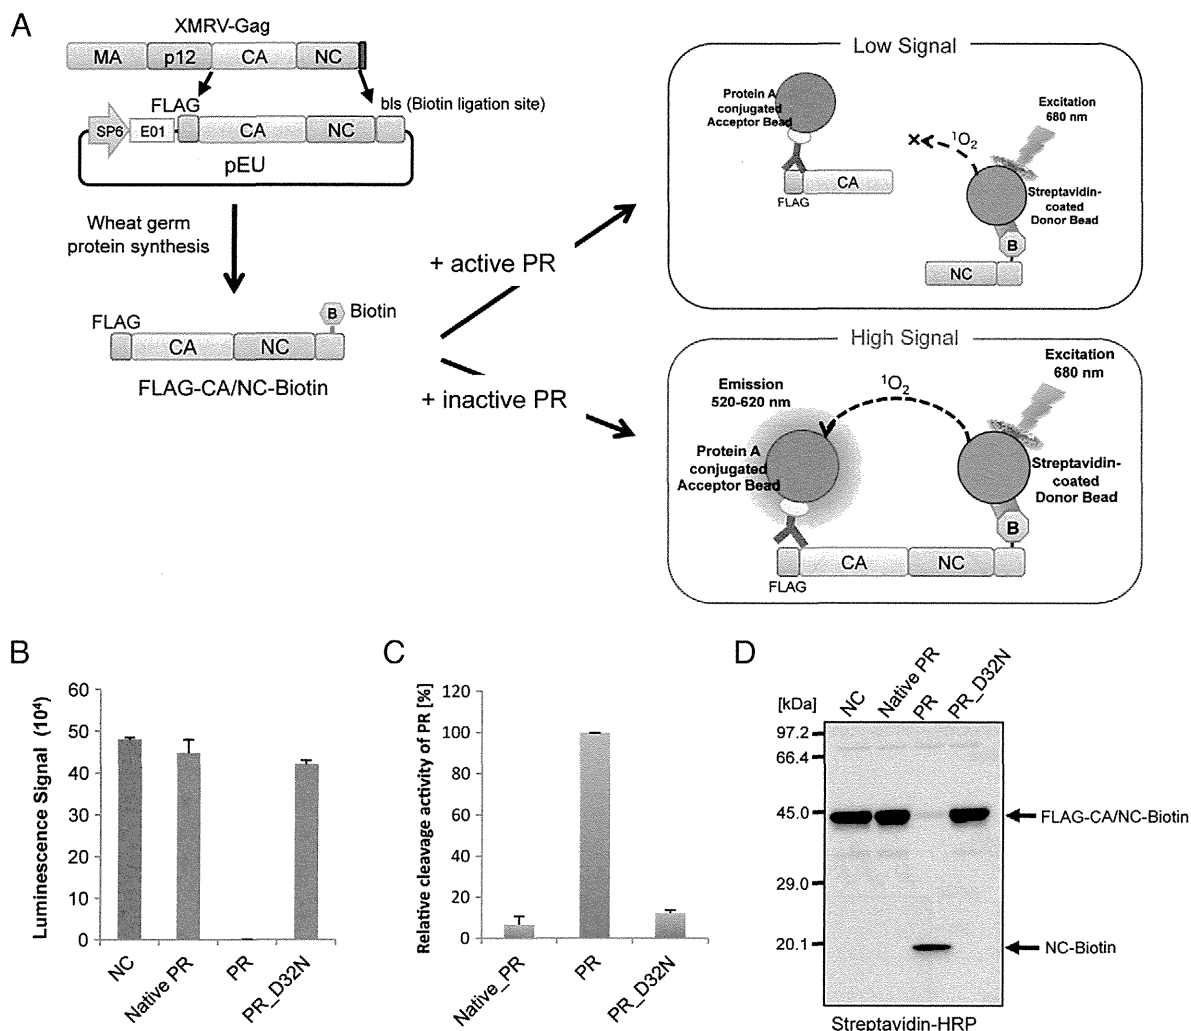 A
XMRV-Gag
MA p12 CA NC
FLAG
bls (Biotin ligation site)
SP6 E01 CA NC
pEU
Wheat germ
protein synthesis
FLAG
B Biotin
CA NC
FLAG-CA/NC-Biotin
+ active PR
+ inactive PR
Low Signal
Protein A
conjugated
Acceptor Bead
CA
FLAG
Excitation
680 nm
×
¹O₂
Streptavidin-
coated
Donor Bead
B
NC
High Signal
Emission
520-620 nm
¹O₂
Excitation
680 nm
Protein A
conjugated
Acceptor Bead
Streptavidin-
coated
Donor Bead
B
CA NC
FLAG
B
Luminescence Signal (10⁴)
60
50
40
30
20
10
0
NC
Native PR
PR
PR_D32N
C
Relative cleavage activity of PR [%]
120
100
80
60
40
20
0
Native_PR
PR
PR_D32N
D
[kDa]
NC
Native PR
PR
PR_D32N
97.2
66.4
45.0
29.0
20.1
FLAG-CA/NC-Biotin
NC-Biotin
Streptavidin-HRP